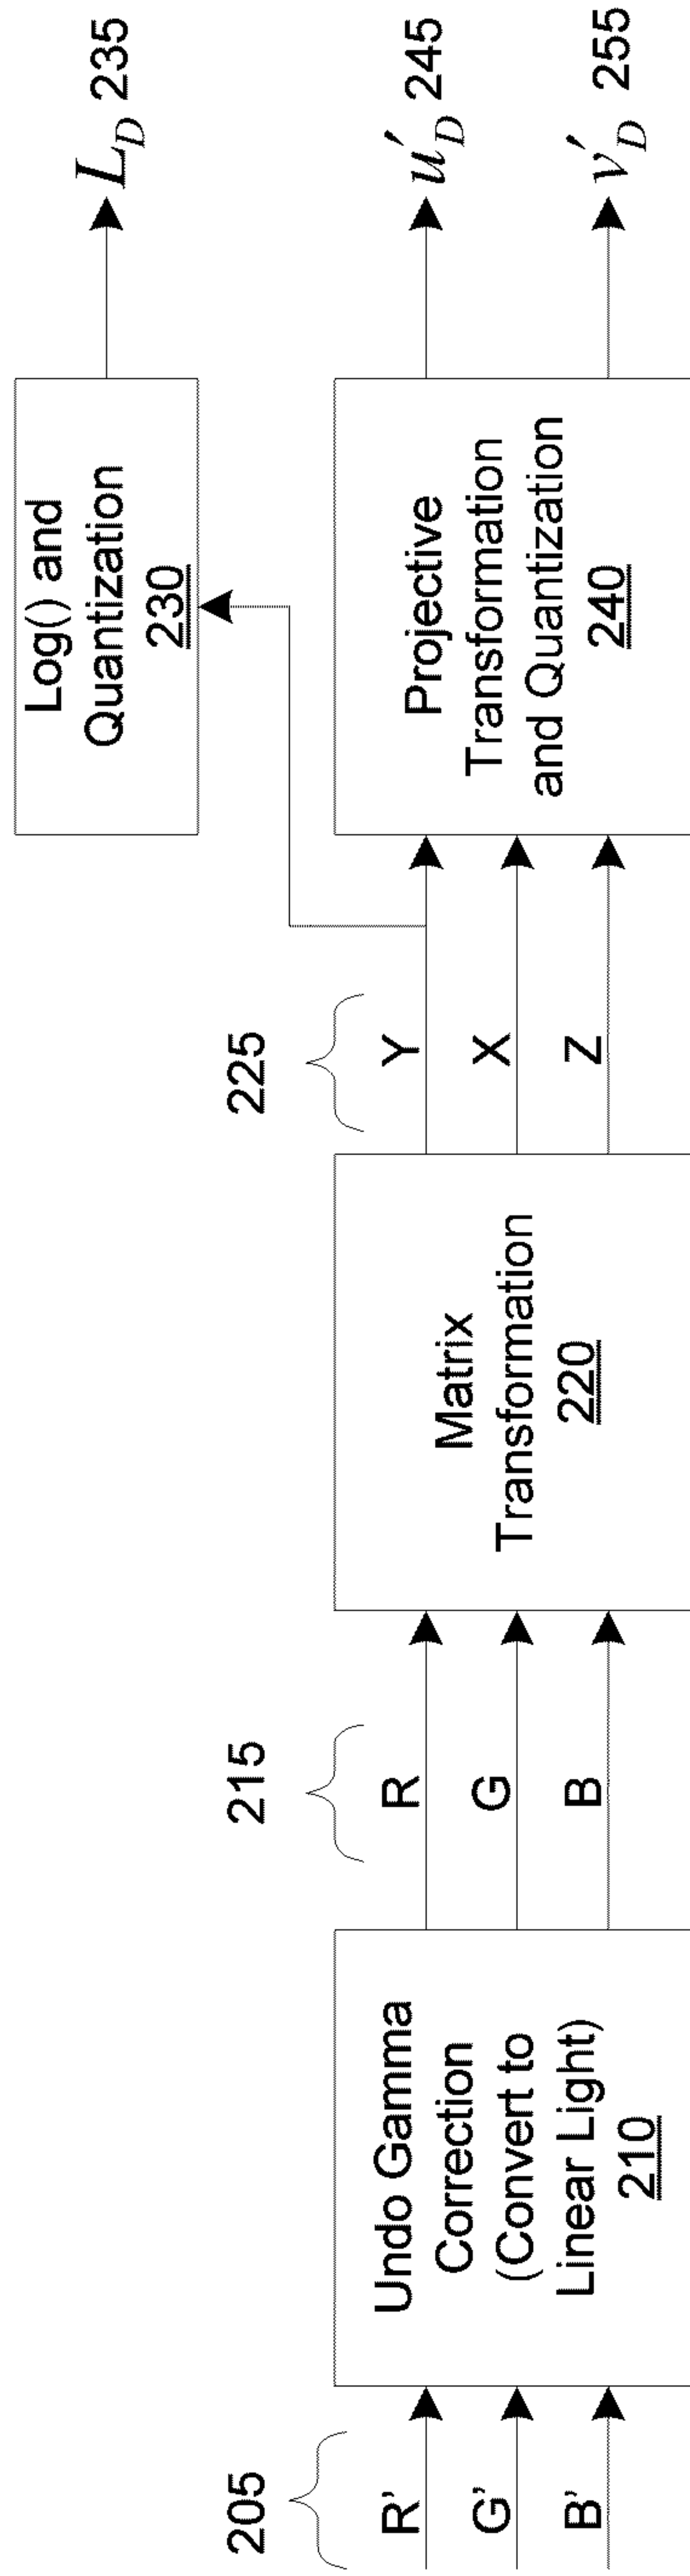 205
R'
G'
B'
Undo Gamma
Correction
(Convert to
Linear Light)
210
215
R
G
B
Matrix
Transformation
220
225
Y
X
Z
Log() and
Quantization
230
Projective
Transformation
and Quantization
240
L_D 235
u'_D 245
v'_D 255